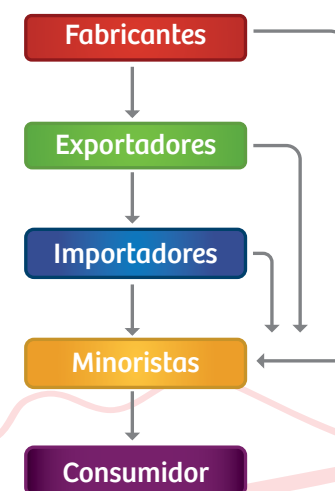 Fabricantes
Exportadores
Importadores
Minoristas
Consumidor